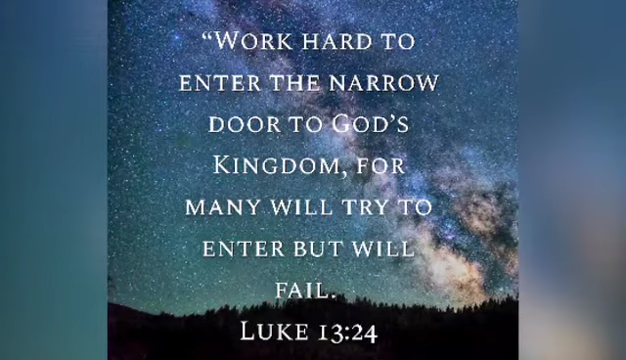 “Work hard to
enter the narrow
door to God’s
Kingdom, for
many will try to
enter but will
fail.
Luke 13:24